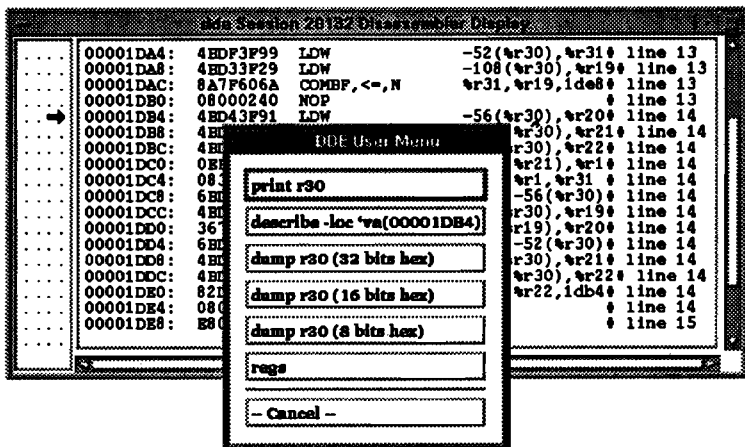 dde Session 20132 Disassembler Display
00001DA4: 4BDF3F99 LDW -52(%r30),%r31# line 13
00001DA8: 4BD33F29 LDW -108(%r30),%r19# line 13
00001DAC: 8A7F606A COMBF,<=,N %r31,%r19,1de8# line 13
00001DB0: 08000240 NOP # line 13
00001DB4: 4BD43F91 LDW -56(%r30),%r20# line 14
00001DB8: 4BD %r30),%r21# line 14
00001DBC: 4BD r30),%r22# line 14
00001DC0: 0EB %r21),%r1# line 14
00001DC4: 083 %r1,%r31 # line 14
00001DC8: 6BD -56(%r30)# line 14
00001DCC: 4BD r30),%r19# line 14
00001DD0: 367 r19),%r20# line 14
00001DD4: 6BD -52(%r30)# line 14
00001DD8: 4BD %r30),%r21# line 14
00001DDC: 4BD %r30),%r22# line 14
00001DE0: 82D %r22,1db4# line 14
00001DE4: 080 # line 14
00001DE8: E80 # line 15
DDE User Menu
print r30
describe -loc 'va(00001DB4)
dump r30 (32 bits hex)
dump r30 (16 bits hex)
dump r30 (8 bits hex)
regs
-- Cancel --